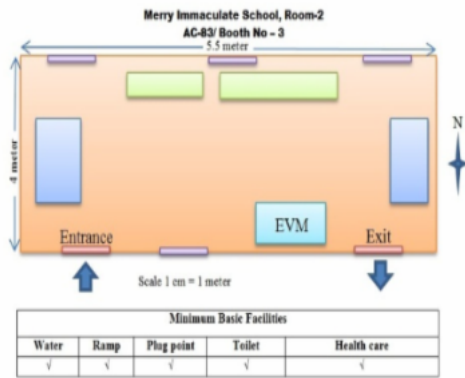 Merry Immaculate School, Room-2
AC-83/ Booth No – 3
5.5 meter
4 meter
N
EVM
Entrance
Exit
Scale 1 cm = 1 meter
Minimum Basic Facilities
Water Ramp Plug point Toilet Health care
√ √ √ √ √